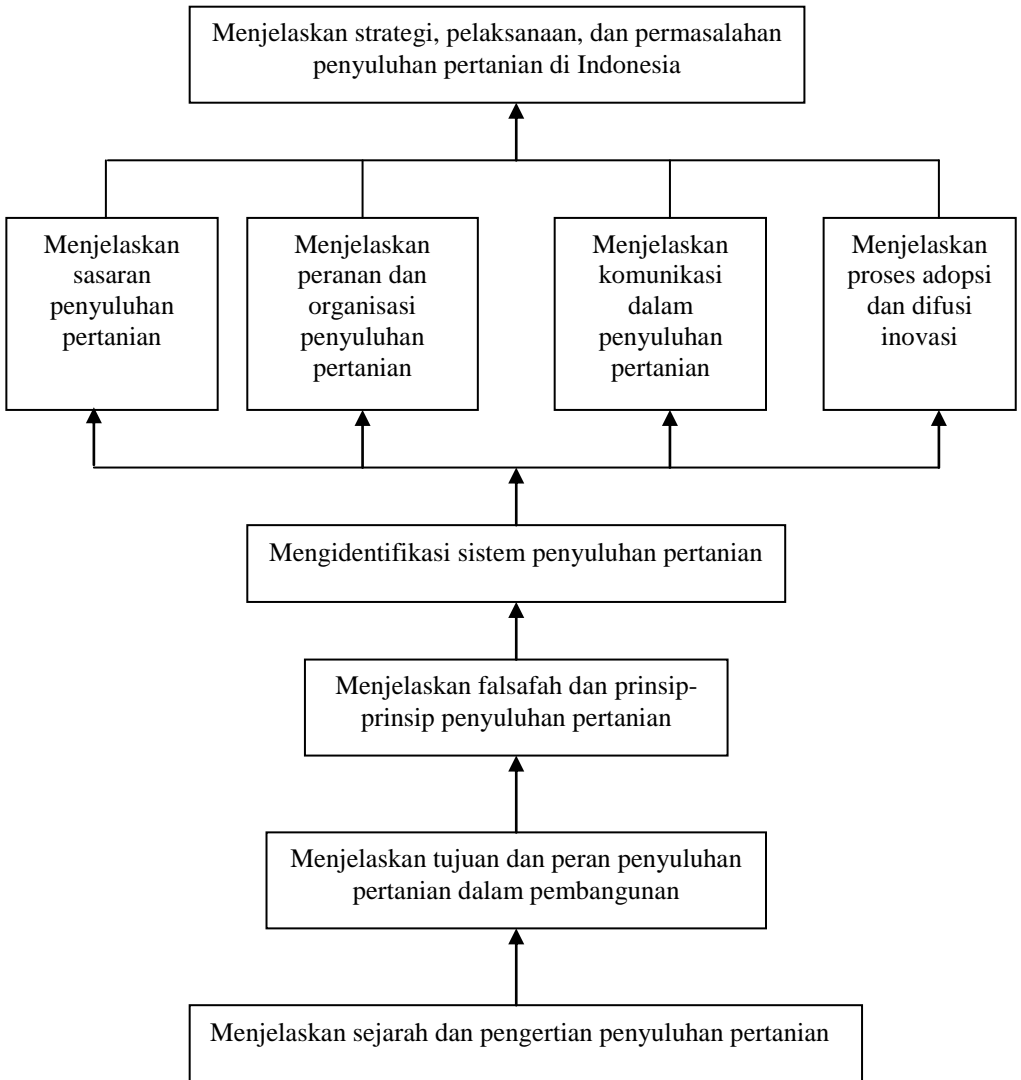 Menjelaskan strategi, pelaksanaan, dan permasalahan
penyuluhan pertanian di Indonesia
Menjelaskan
sasaran
penyuluhan
pertanian
Menjelaskan
peranan dan
organisasi
penyuluhan
pertanian
Menjelaskan
komunikasi
dalam
penyuluhan
pertanian
Menjelaskan
proses adopsi
dan difusi
inovasi
Mengidentifikasi sistem penyuluhan pertanian
Menjelaskan falsafah dan prinsip-
prinsip penyuluhan pertanian
Menjelaskan tujuan dan peran penyuluhan
pertanian dalam pembangunan
Menjelaskan sejarah dan pengertian penyuluhan pertanian